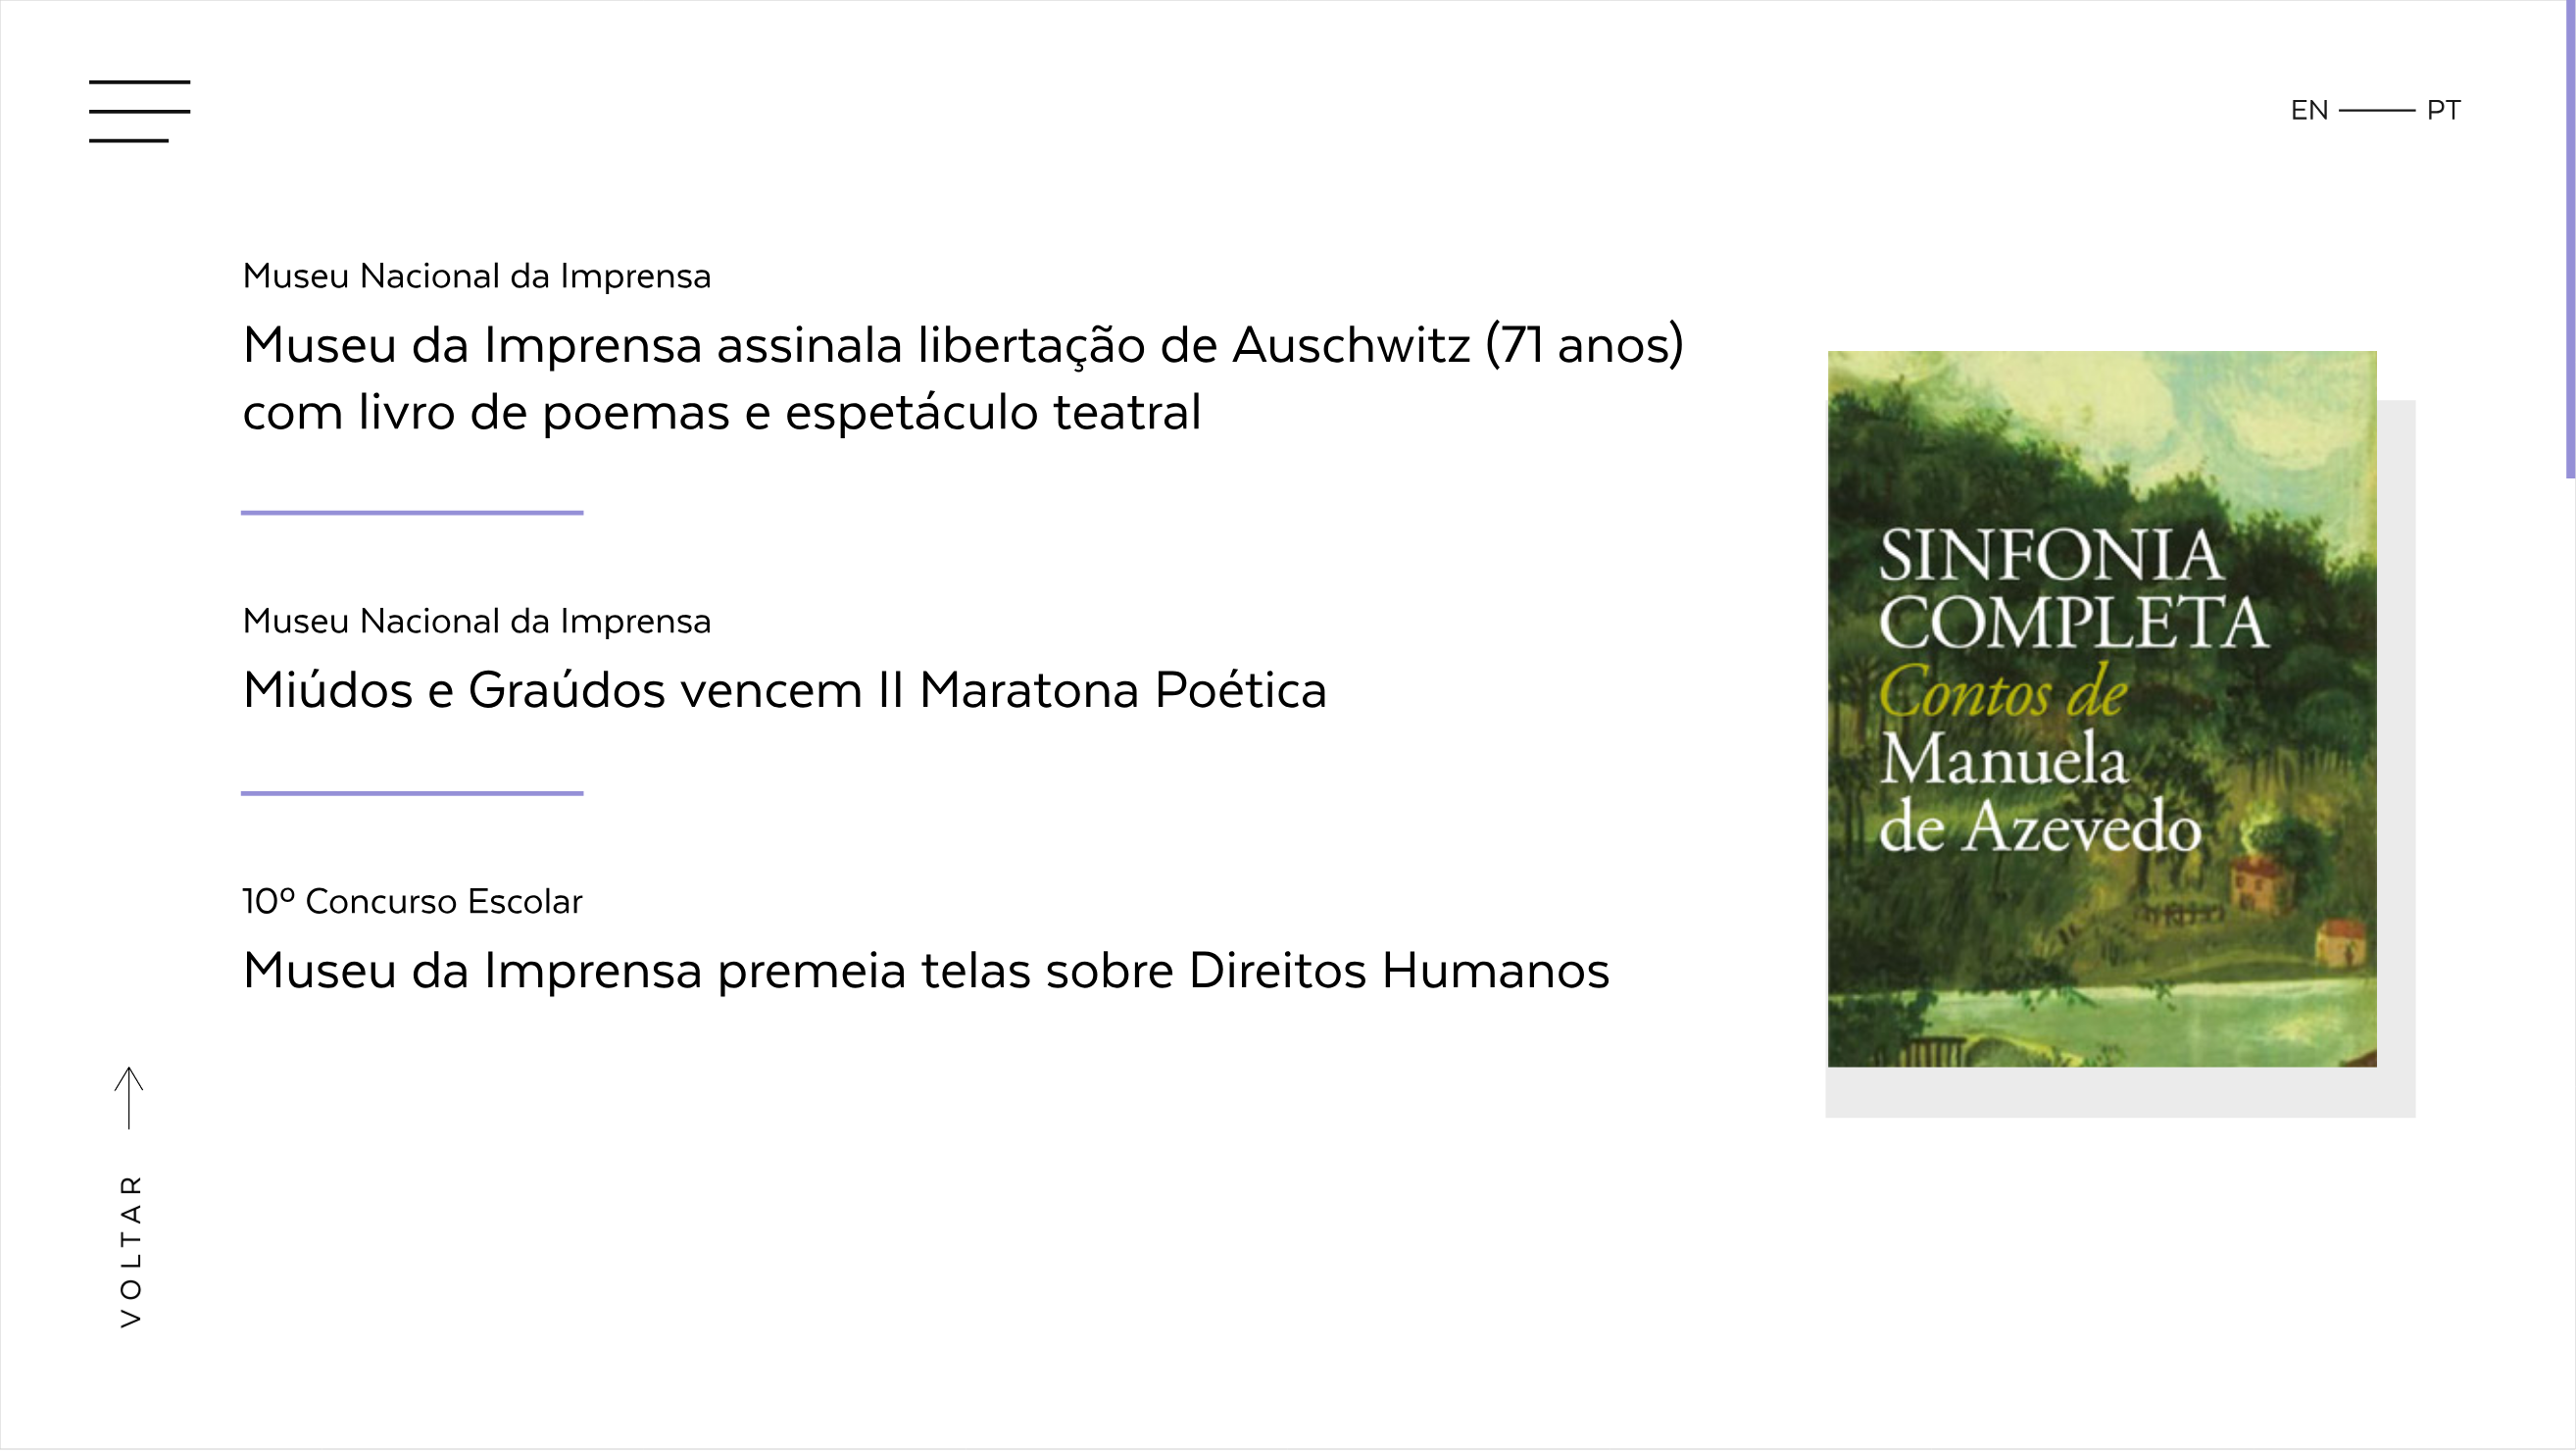 EN
PT
Museu Nacional da Imprensa
Museu da Imprensa assinala libertação de Auschwitz (71 anos)
com livro de poemas e espetáculo teatral
Museu Nacional da Imprensa
Miúdos e Graúdos vencem II Maratona Poética
10º Concurso Escolar
Museu da Imprensa premeia telas sobre Direitos Humanos
SINFONIA
COMPLETA
Contos de
Manuela
de Azevedo
VOLTAR